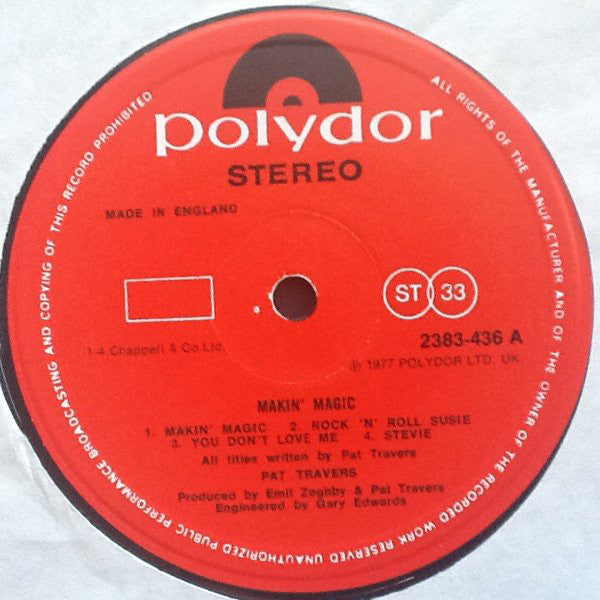 polydor
STEREO
MADE IN ENGLAND
ST 33
1-4 Chappell & Co Ltd.
2383-436 A
℗ 1977 POLYDOR LTD. UK.
MAKIN' MAGIC
1. MAKIN' MAGIC 2. ROCK 'N' ROLL SUSIE
3. YOU DON'T LOVE ME 4. STEVIE
All titles written by Pat Travers
PAT TRAVERS
Produced by Emil Zoghby & Pat Travers
Engineered by Gary Edwards
ALL RIGHTS OF THE MANUFACTURER AND OF THE OWNER OF THE RECORDED WORK RESERVED UNAUTHORIZED PUBLIC PERFORMANCE BROADCASTING AND COPYING OF THIS RECORD PROHIBITED